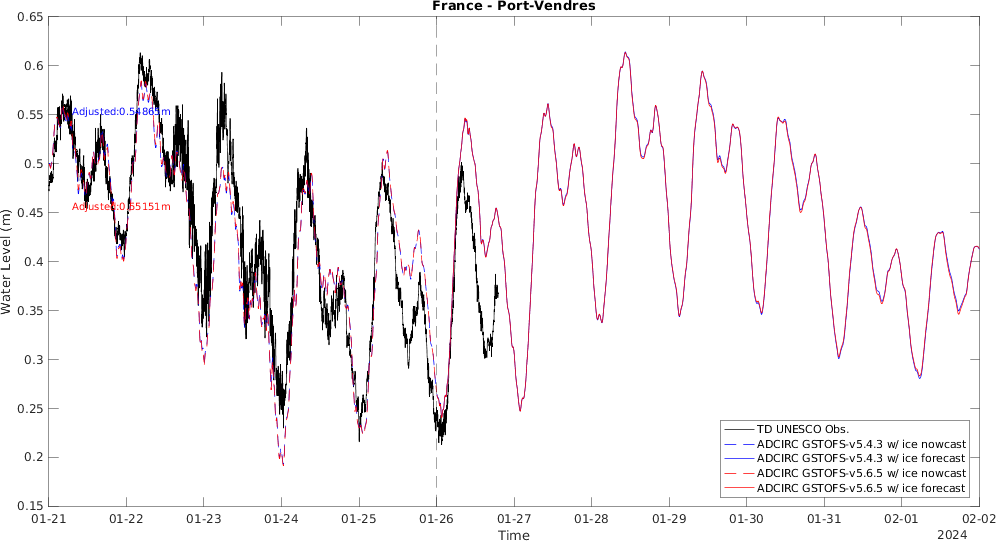 France - Port-Vendres
0.65
0.6
0.55
0.5
0.45
0.4
0.35
0.3
0.25
0.2
0.15
Water Level (m)
Adjusted:0.54865m
Adjusted:0.55151m
TD UNESCO Obs.
ADCIRC GSTOFS-v5.4.3 w/ ice nowcast
ADCIRC GSTOFS-v5.4.3 w/ ice forecast
ADCIRC GSTOFS-v5.6.5 w/ ice nowcast
ADCIRC GSTOFS-v5.6.5 w/ ice forecast
01-21 01-22 01-23 01-24 01-25 01-26 01-27 01-28 01-29 01-30 01-31 02-01 02-02
Time
2024